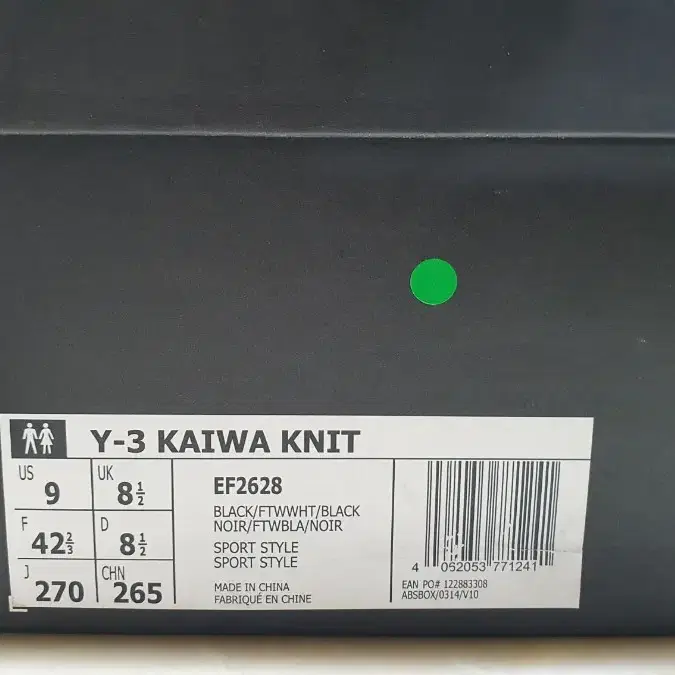 Y-3 KAIWA KNIT
US 9 UK 8½
F 42⅔ D 8½
J 270 CHN 265
EF2628
BLACK/FTWWHT/BLACK
NOIR/FTWBLA/NOIR
SPORT STYLE
SPORT STYLE
MADE IN CHINA
FABRIQUÉ EN CHINE
4 052053 771241
EAN PO# 122883308
ABSBOX/0314/V10